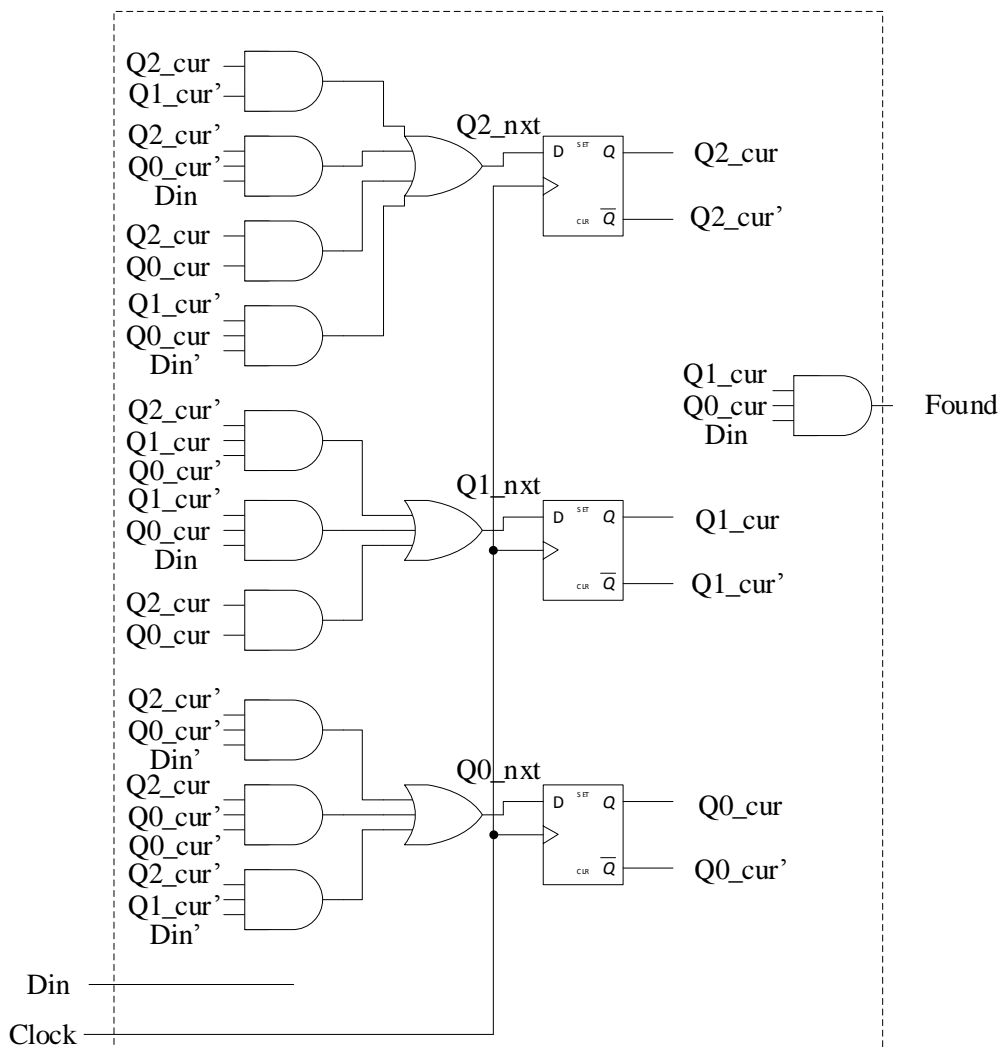 Q2_cur
Q1_cur’
Q2_cur’
Q0_cur’
Din
Q2_cur
Q0_cur
Q1_cur’
Q0_cur
Din’
Q2_nxt
D
SET
Q
CLR
Q
Q2_cur
Q2_cur’
Q1_cur
Q0_cur
Din
Found
Q2_cur’
Q1_cur
Q0_cur’
Q1_cur’
Q0_cur
Din
Q2_cur
Q0_cur
Q1_nxt
D
SET
Q
CLR
Q
Q1_cur
Q1_cur’
Q2_cur’
Q0_cur’
Din’
Q2_cur
Q0_cur’
Q0_cur’
Q2_cur’
Q1_cur’
Din’
Q0_nxt
D
SET
Q
CLR
Q
Q0_cur
Q0_cur’
Din
Clock